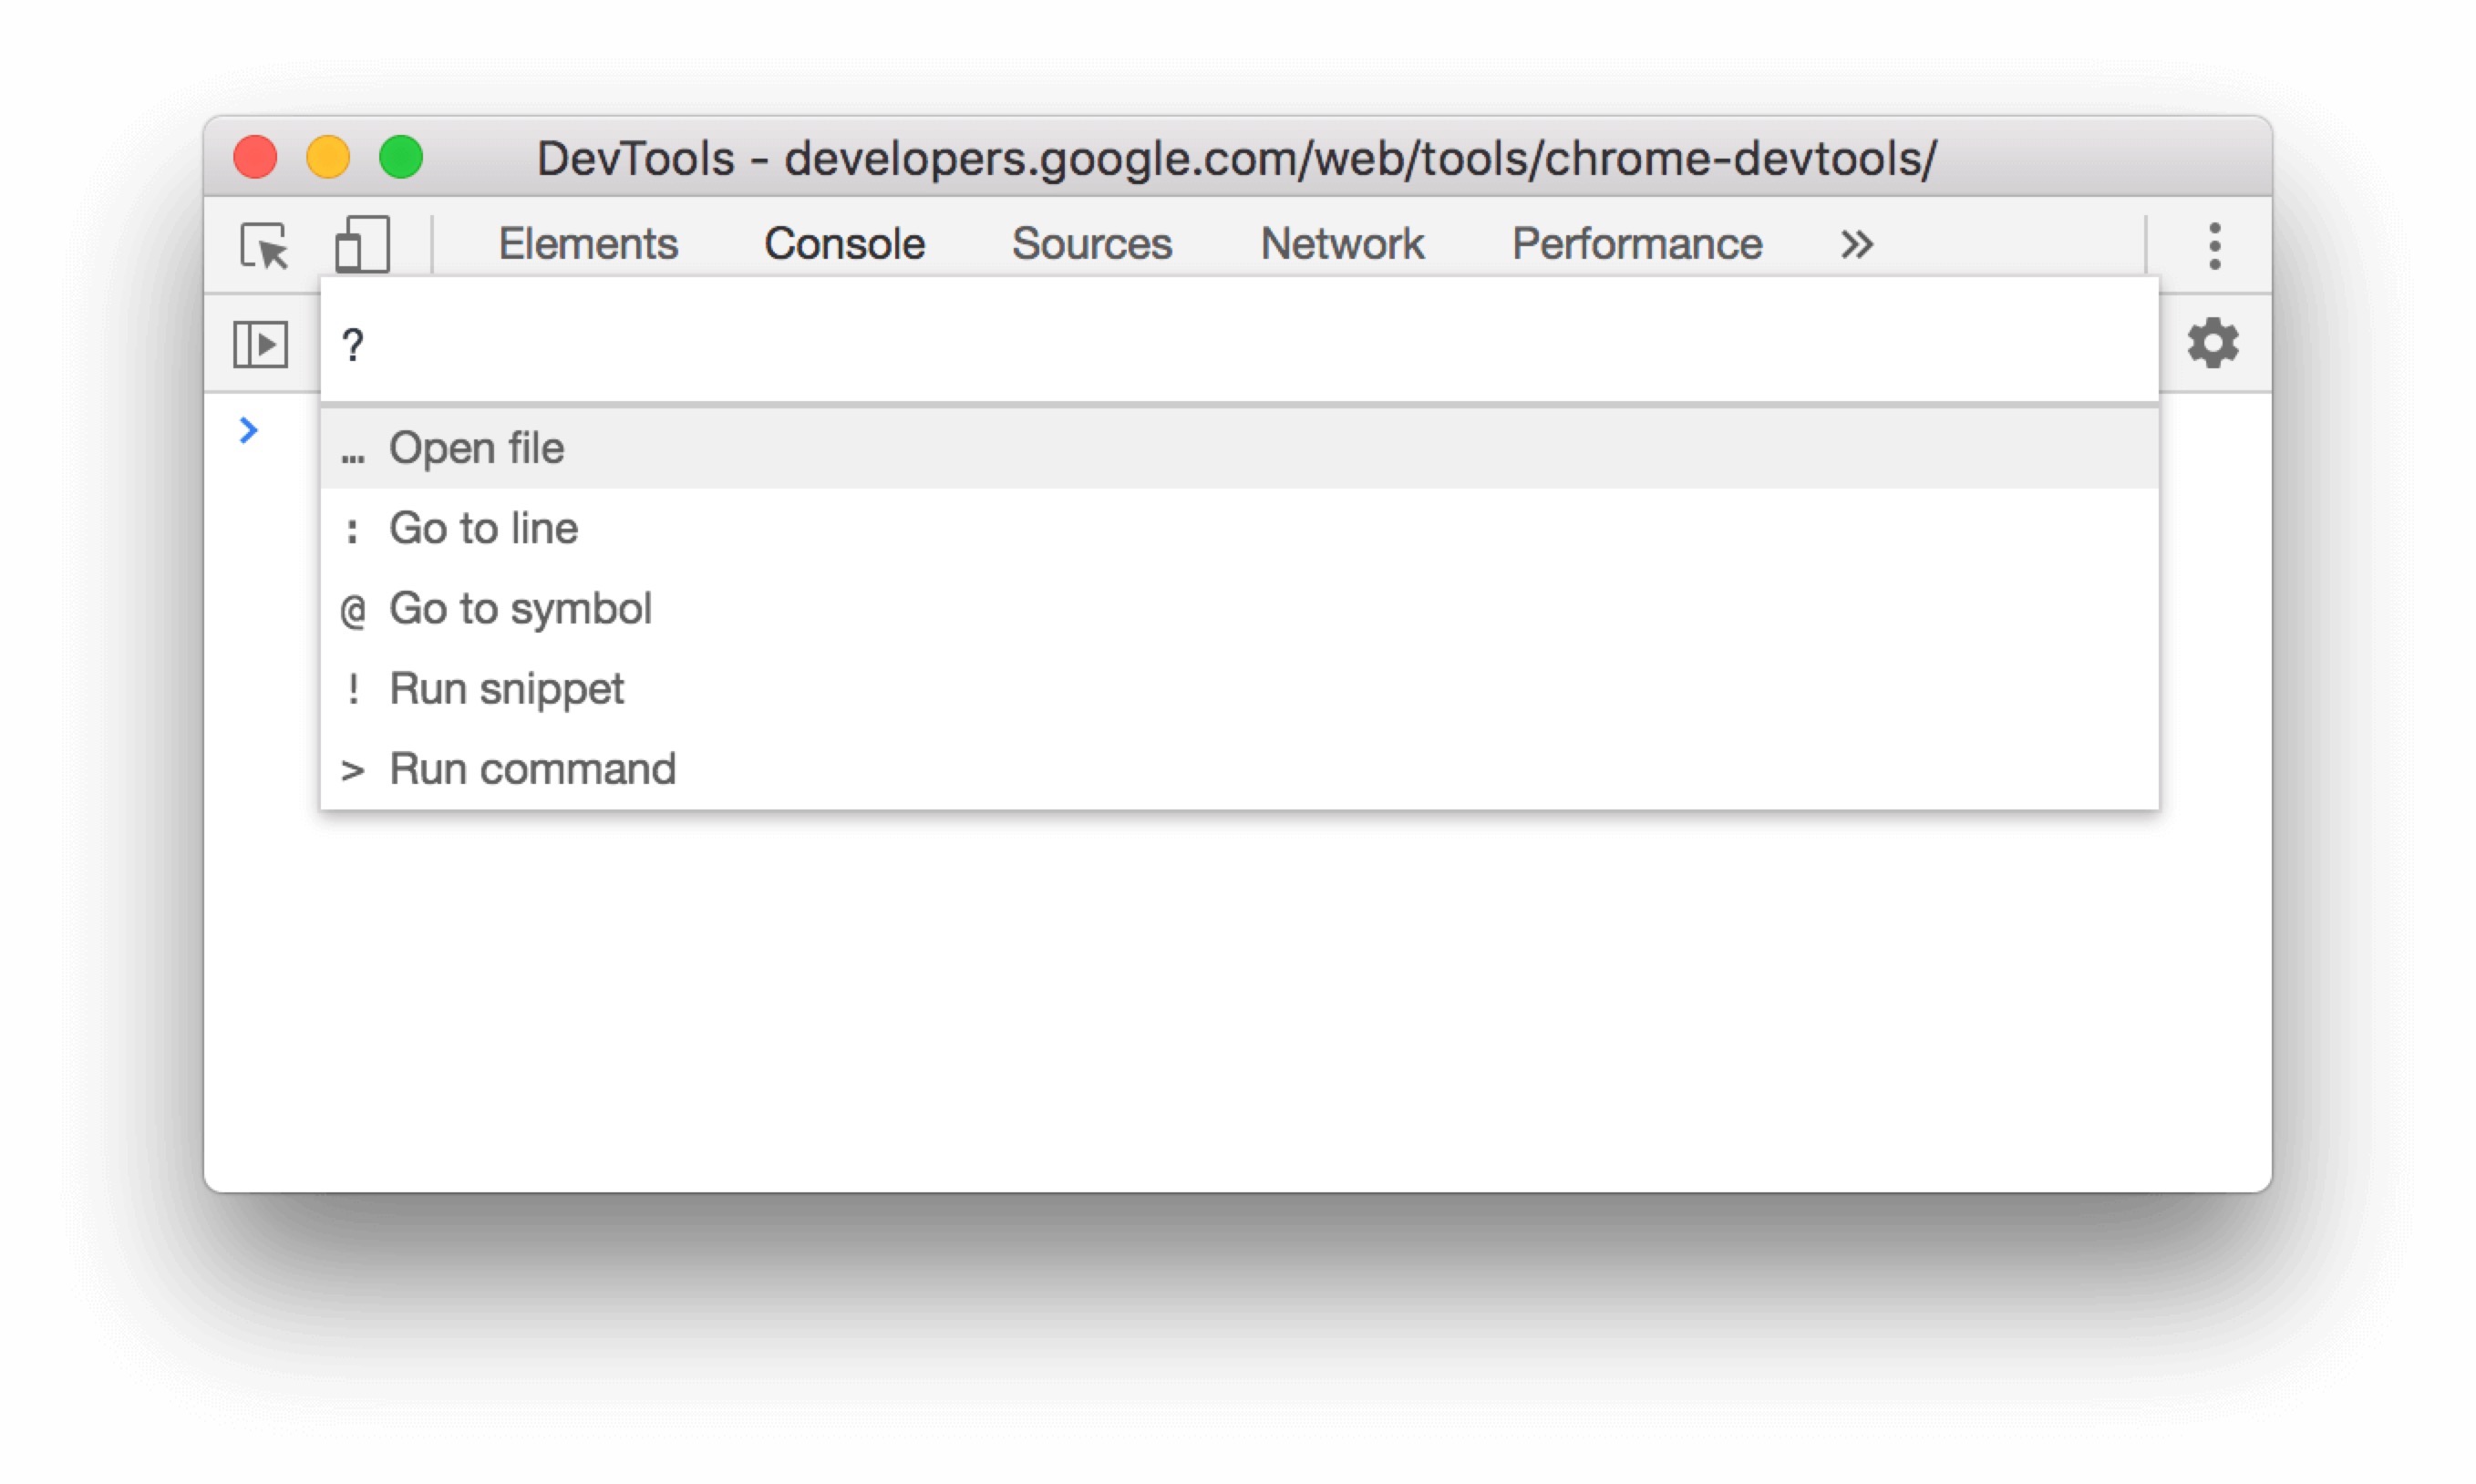 DevTools - developers.google.com/web/tools/chrome-devtools/
Elements Console Sources Network Performance »
?
… Open file
: Go to line
@ Go to symbol
! Run snippet
> Run command